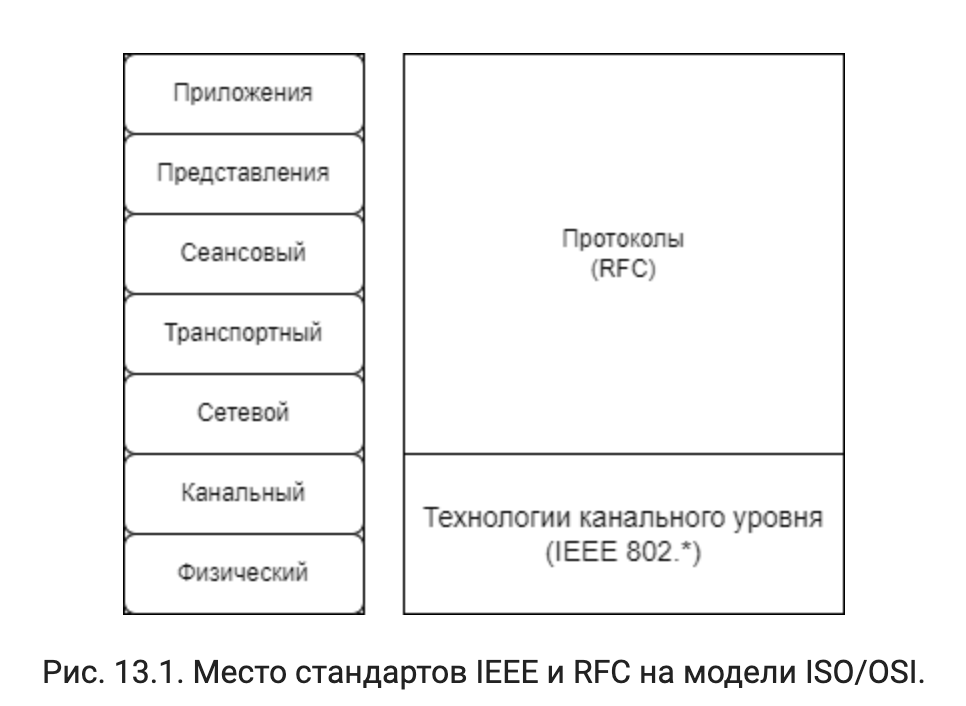 Приложения
Представления
Сеансовый
Транспортный
Сетевой
Канальный
Физический
Протоколы
(RFC)
Технологии канального уровня
(IEEE 802.*)
Рис. 13.1. Место стандартов IEEE и RFC на модели ISO/OSI.